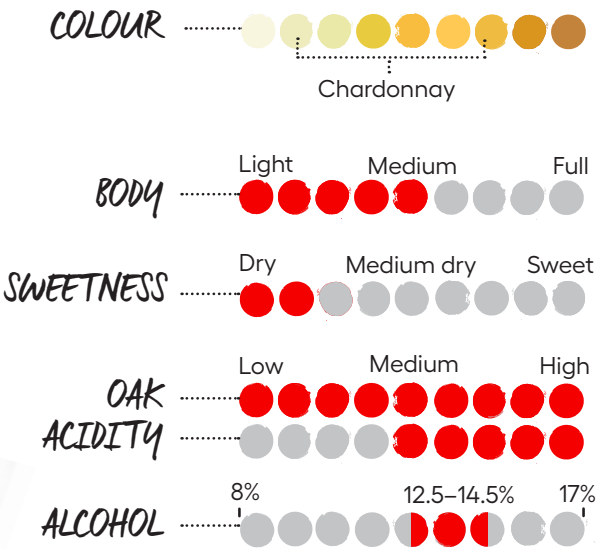 COLOUR
Chardonnay
Light Medium Full
BODY
Dry Medium dry Sweet
SWEETNESS
Low Medium High
OAK
ACIDITY
8% 12.5–14.5% 17%
ALCOHOL